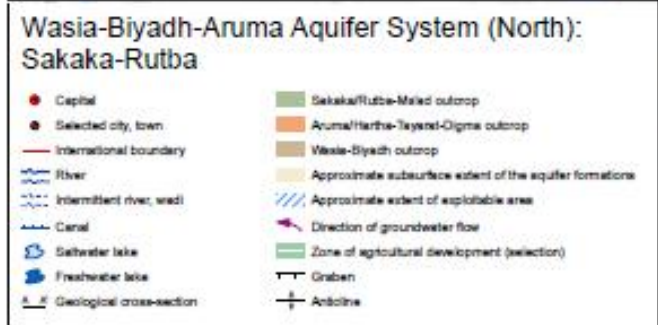 Wasia-Biyadh-Aruma Aquifer System (North):
Sakaka-Rutba
Capital
Selected city, town
International boundary
River
Intermittent river, wadi
Canal
Saltwater lake
Freshwater lake
Geological cross-section
Sakaka/Rutba-Ms'ad outcrop
Aruma/Hartha-Tayarat-Digma outcrop
Wasia-Biyadh outcrop
Approximate subsurface extent of the aquifer formations
Approximate extent of exploitable area
Direction of groundwater flow
Zone of agricultural development (selection)
Graben
Anticline